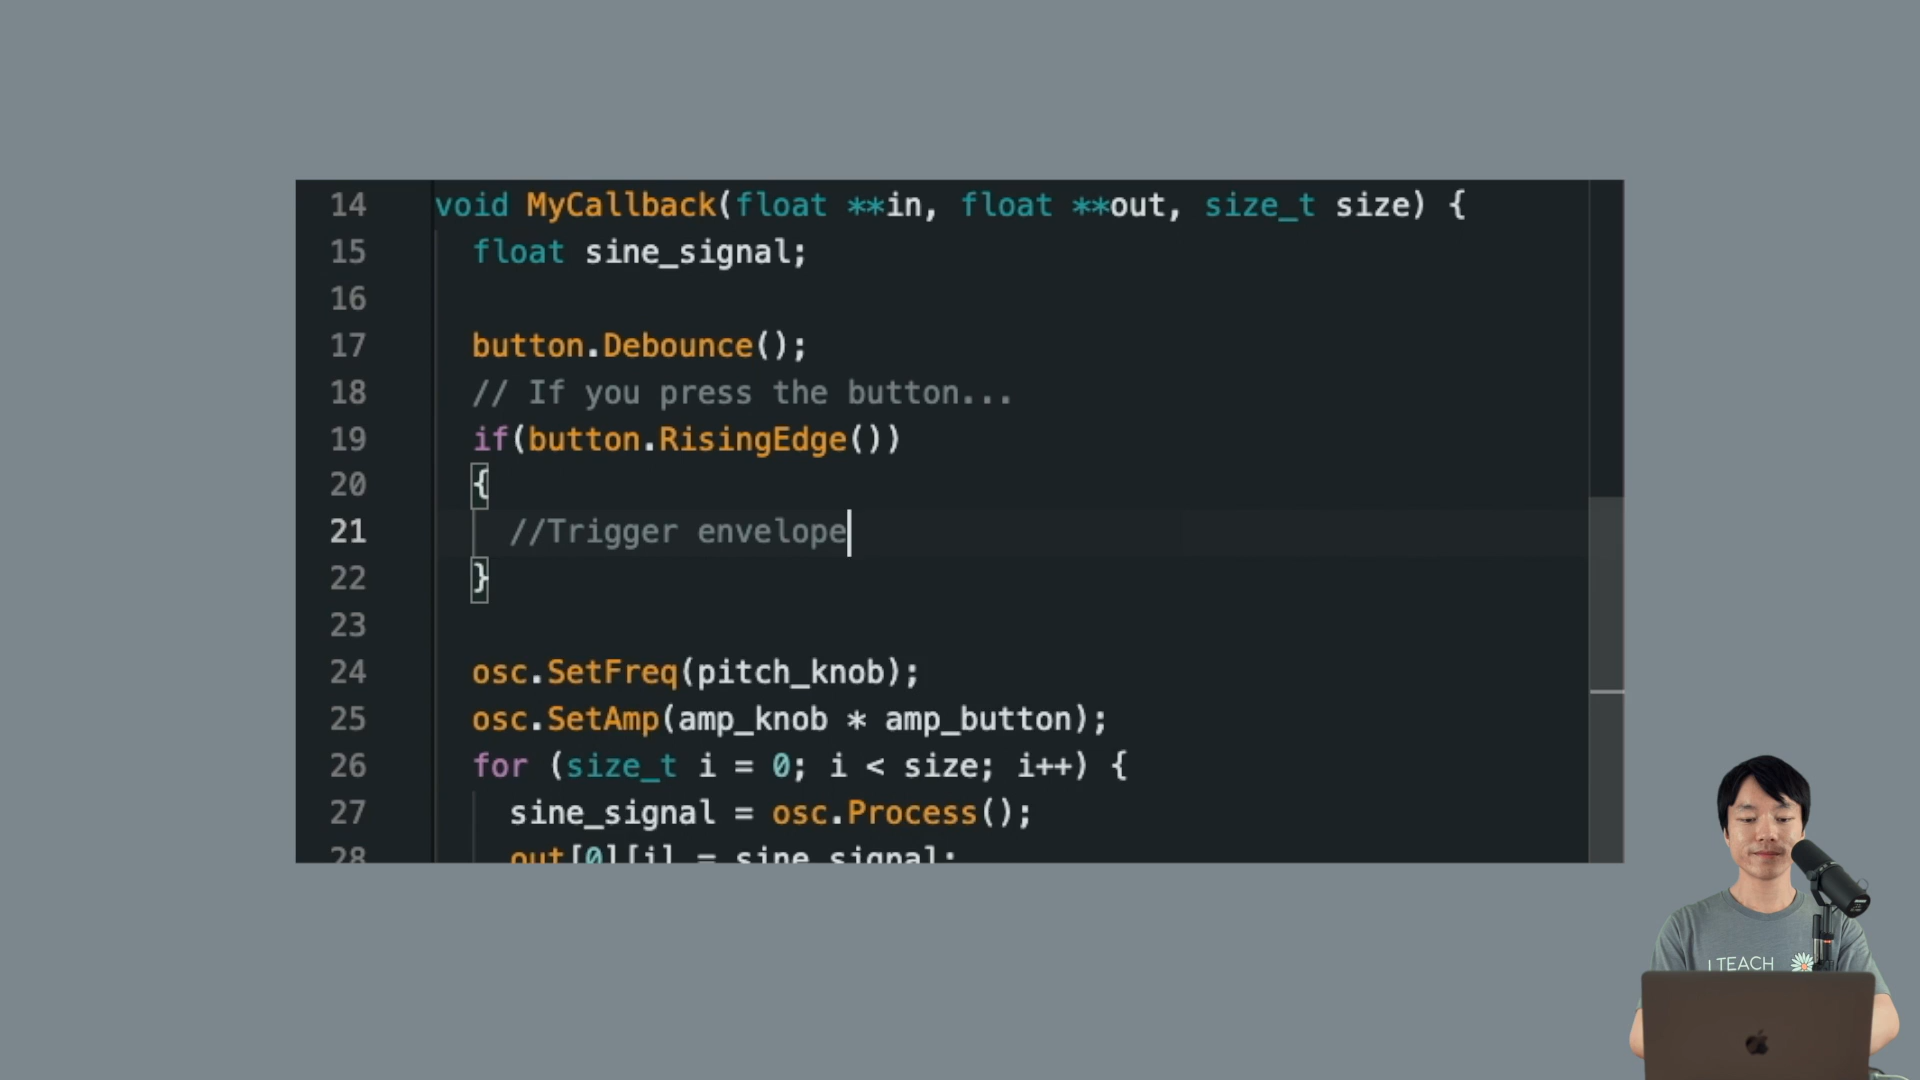 14 void MyCallback(float **in, float **out, size_t size) {
15 float sine_signal;
16
17 button.Debounce();
18 // If you press the button...
19 if(button.RisingEdge())
20 {
21 //Trigger envelope
22 }
23
24 osc.SetFreq(pitch_knob);
25 osc.SetAmp(amp_knob * amp_button);
26 for (size_t i = 0; i < size; i++) {
27 sine_signal = osc.Process();
28 out[0][i] = sine_signal;
I TEACH